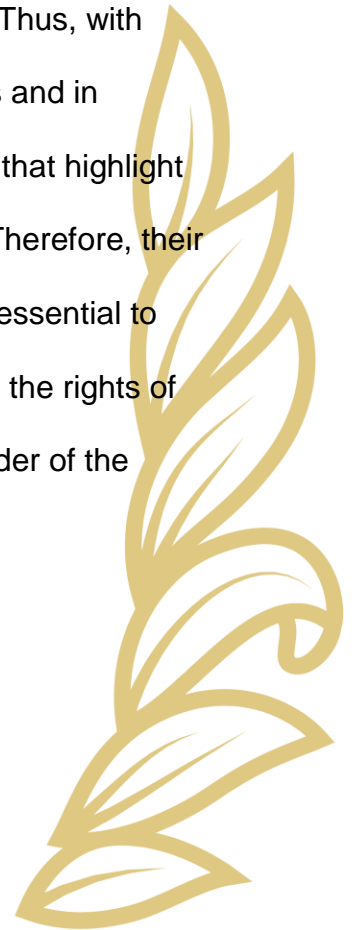 Thus, with
s and in
that highlight
Therefore, their
essential to
the rights of
der of the